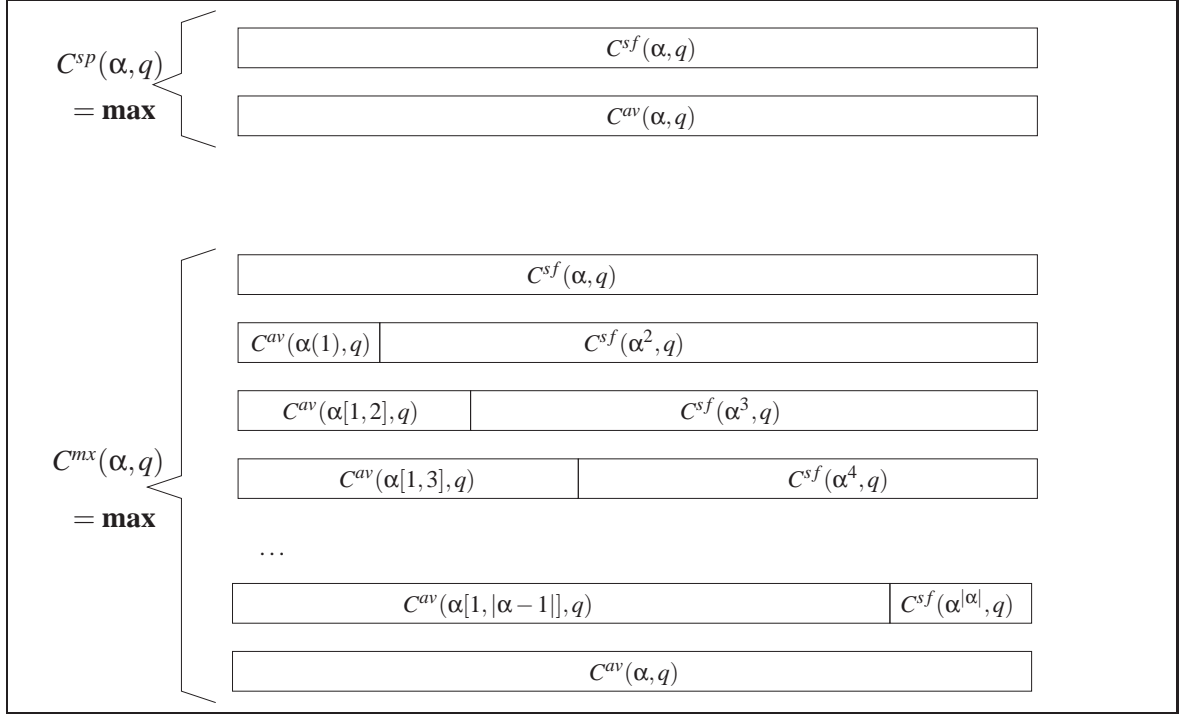 C^{sp}(α,q)
= max
C^{sf}(α,q)
C^{av}(α,q)
C^{mx}(α,q)
= max
C^{sf}(α,q)
C^{av}(α(1),q) C^{sf}(α^2,q)
C^{av}(α[1,2],q) C^{sf}(α^3,q)
C^{av}(α[1,3],q) C^{sf}(α^4,q)
...
C^{av}(α[1,|α−1|],q) C^{sf}(α^{|α|},q)
C^{av}(α,q)